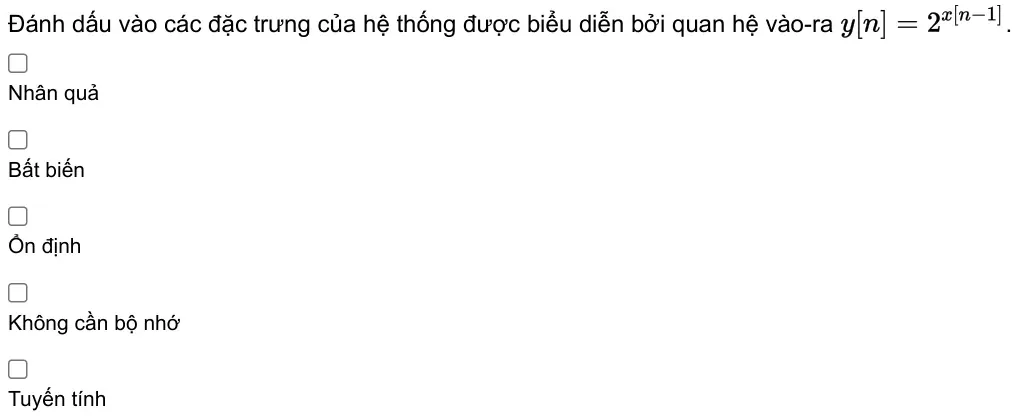 Đánh dấu vào các đặc trưng của hệ thống được biểu diễn bởi quan hệ vào-ra $y[n] = 2^{x[n-1]}$.
Nhân quả
Bất biến
Ổn định
Không cần bộ nhớ
Tuyến tính